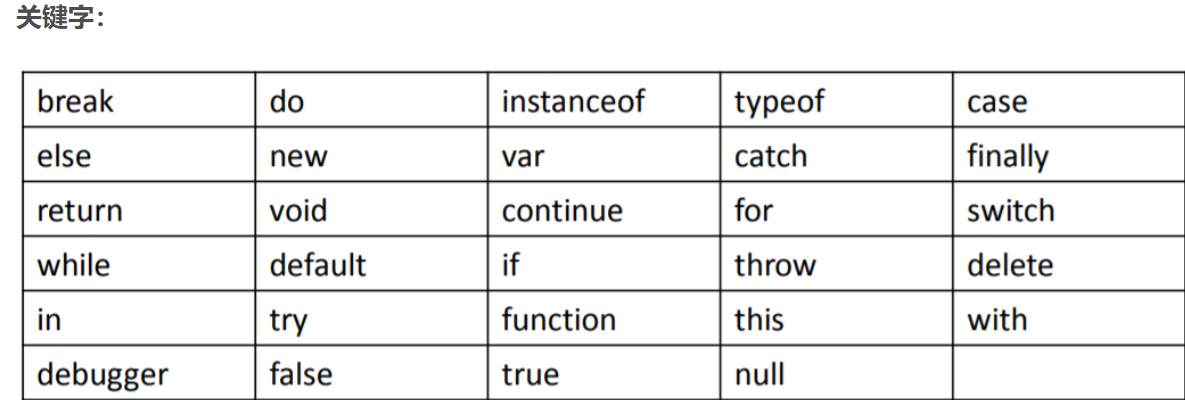 关键字：
break do instanceof typeof case
else new var catch finally
return void continue for switch
while default if throw delete
in try function this with
debugger false true null